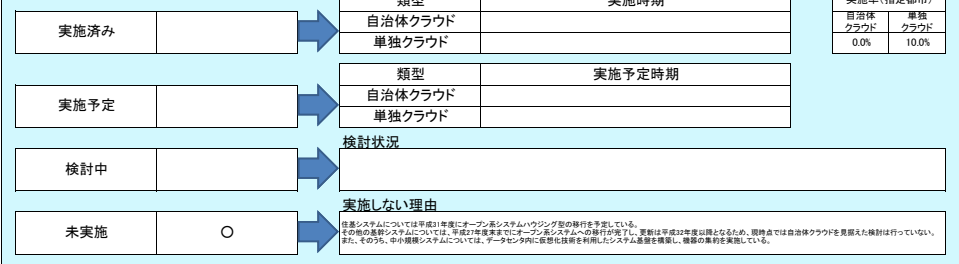 類型 実施時期 実施率(指定都市)
実施済み 自治体クラウド 自治体クラウド 単独クラウド
単独クラウド 0.0% 10.0%
類型 実施予定時期
実施予定 自治体クラウド
単独クラウド
検討状況
検討中
実施しない理由
未実施 ○
住基システムについては平成31年度にオープン系システムハウジング型の移行を予定している。
その他の基幹システムについては、平成27年度末までにオープン系システムへの移行が完了し、更新は平成32年度以降となるため、現時点では自治体クラウドを見据えた検討は行っていない。
また、そのうち、中小規模システムについては、データセンタ内に仮想化技術を利用したシステム基盤を構築し、機器の集約を実施している。